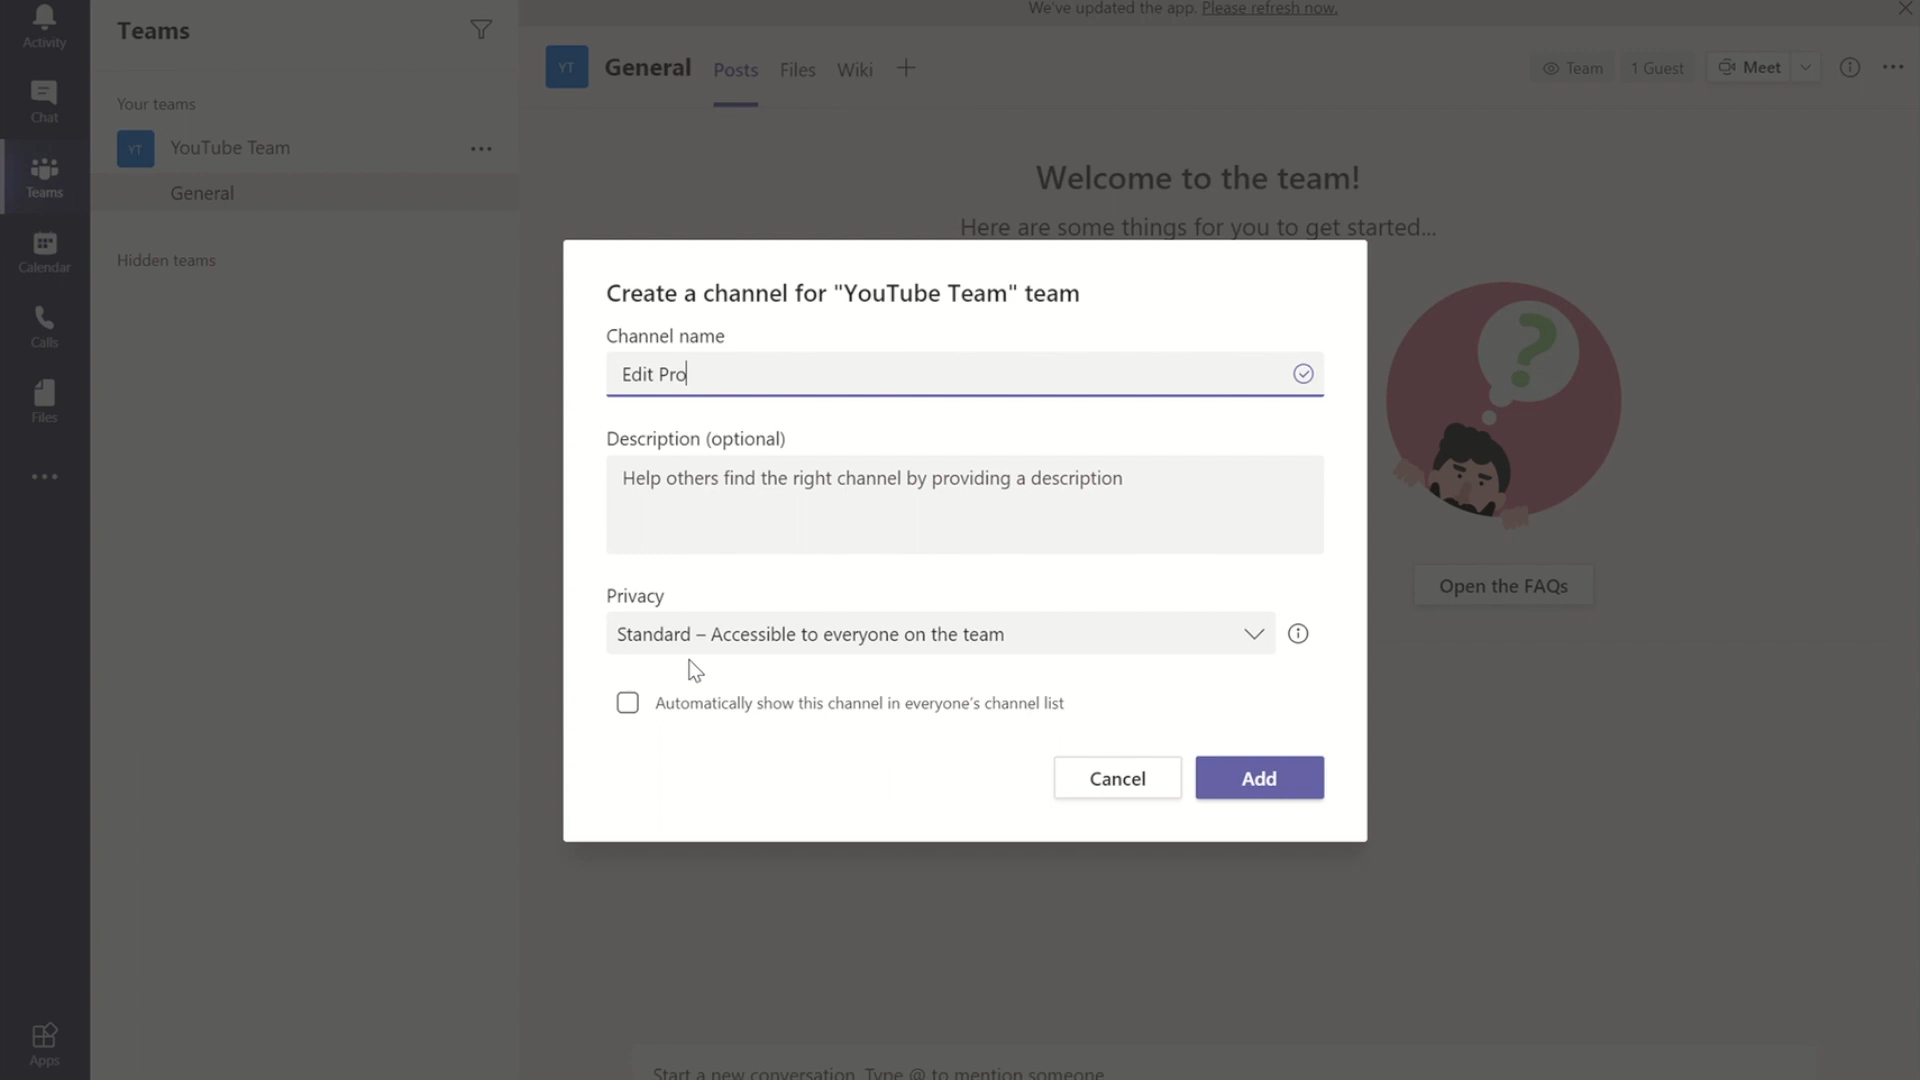 We've updated the app. Please refresh now.
Activity
Chat
Teams
Calendar
Calls
Files
Apps
Teams
Your teams
YT
YouTube Team
General
Hidden teams
YT
General
Posts
Files
Wiki
Team
1 Guest
Meet
Welcome to the team!
Here are some things for you to get started...
Create a channel for "YouTube Team" team
Channel name
Edit Pro
Description (optional)
Help others find the right channel by providing a description
Privacy
Standard – Accessible to everyone on the team
Automatically show this channel in everyone's channel list
Cancel
Add
?
Open the FAQs
Start a new conversation. Type @ to mention someone.